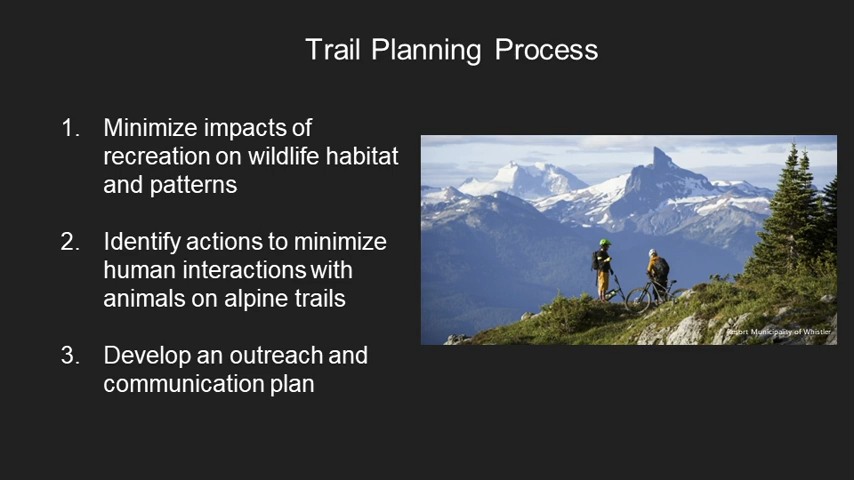 Trail Planning Process
1. Minimize impacts of
recreation on wildlife habitat
and patterns
2. Identify actions to minimize
human interactions with
animals on alpine trails
3. Develop an outreach and
communication plan
Resort Municipality of Whistler